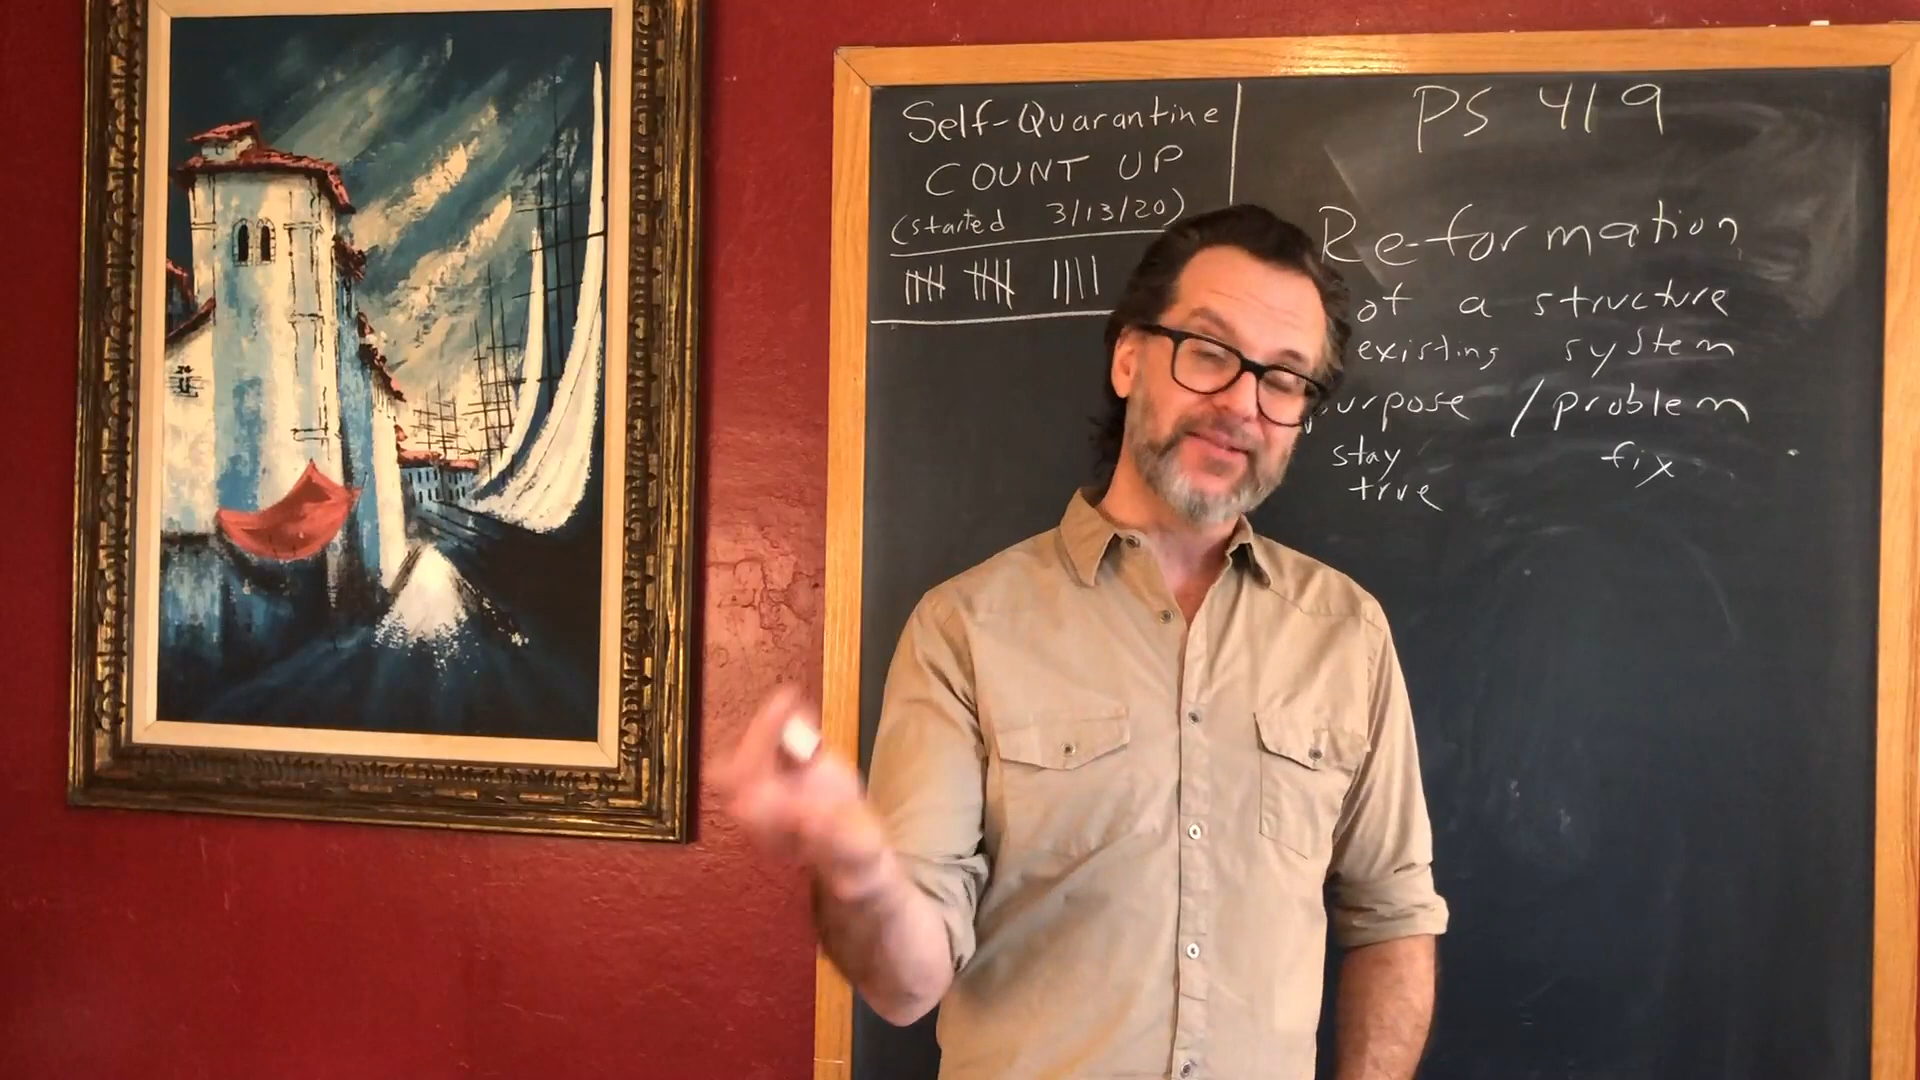 Self-Quarantine
COUNT UP
(started 3/13/20)
PS 419
Re-formation
of a structure
existing system
purpose / problem
stay fix
true